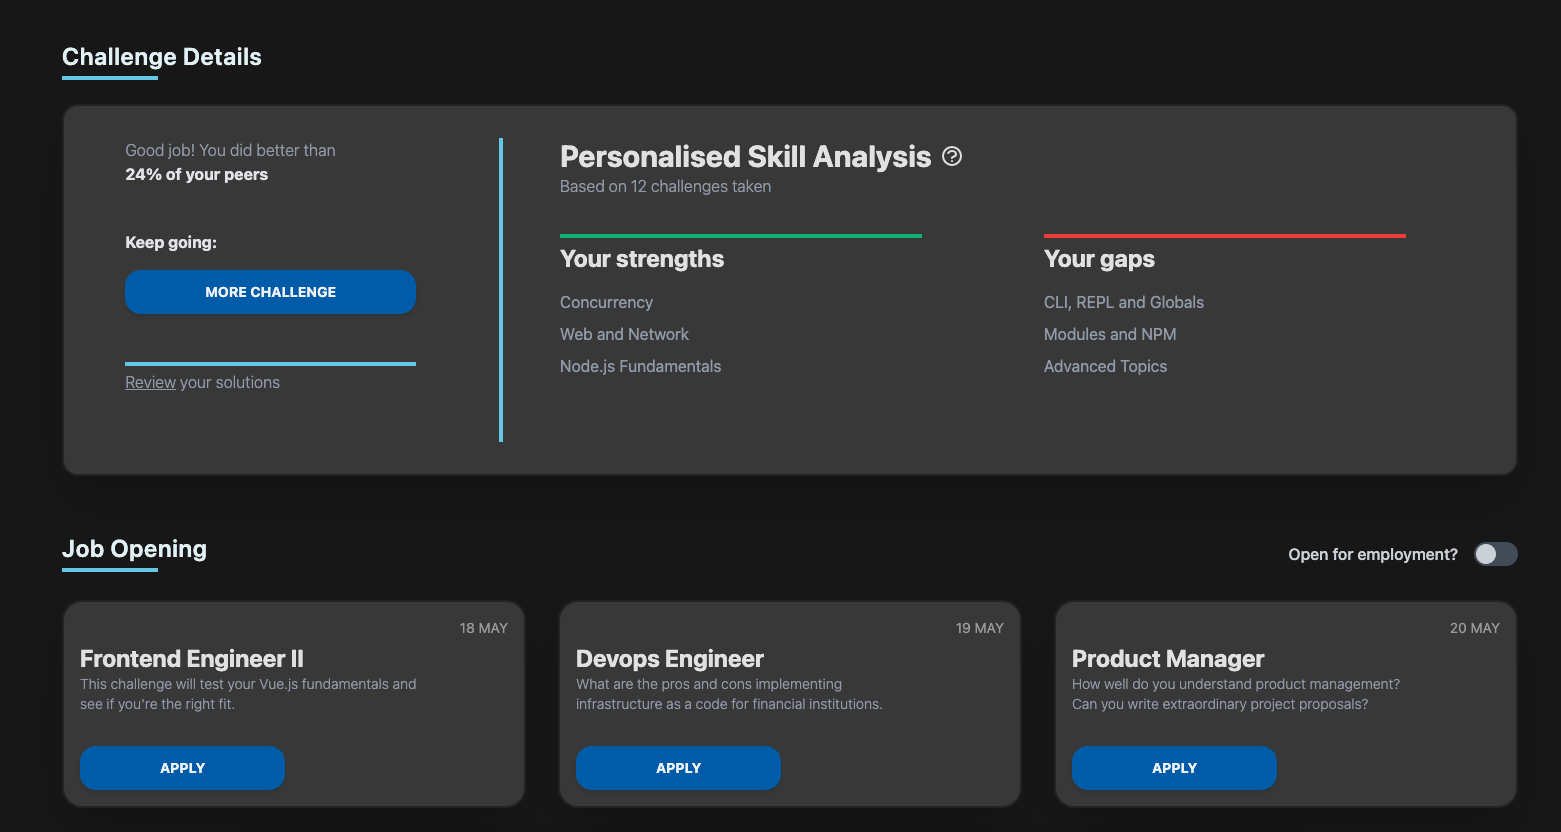 Challenge Details
Good job! You did better than
24% of your peers
Keep going:
MORE CHALLENGE
Review your solutions
Personalised Skill Analysis
Based on 12 challenges taken
Your strengths
Concurrency
Web and Network
Node.js Fundamentals
Your gaps
CLI, REPL and Globals
Modules and NPM
Advanced Topics
Job Opening
Open for employment?
18 MAY
Frontend Engineer II
This challenge will test your Vue.js fundamentals and
see if you're the right fit.
APPLY
19 MAY
Devops Engineer
What are the pros and cons implementing
infrastructure as a code for financial institutions.
APPLY
20 MAY
Product Manager
How well do you understand product management?
Can you write extraordinary project proposals?
APPLY